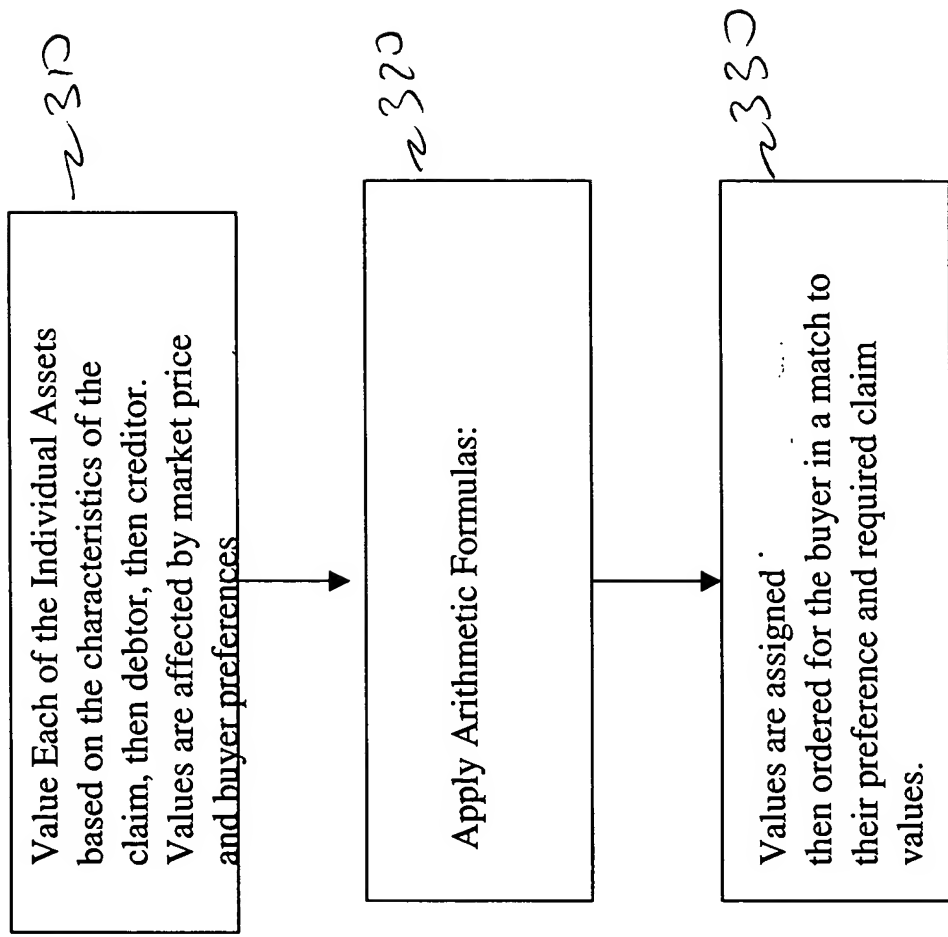 Value Each of the Individual Assets
based on the characteristics of the
claim, then debtor, then creditor.
Values are affected by market price
and buyer preferences
310
Apply Arithmetic Formulas:
320
Values are assigned
then ordered for the buyer in a match to
their preference and required claim
values.
330